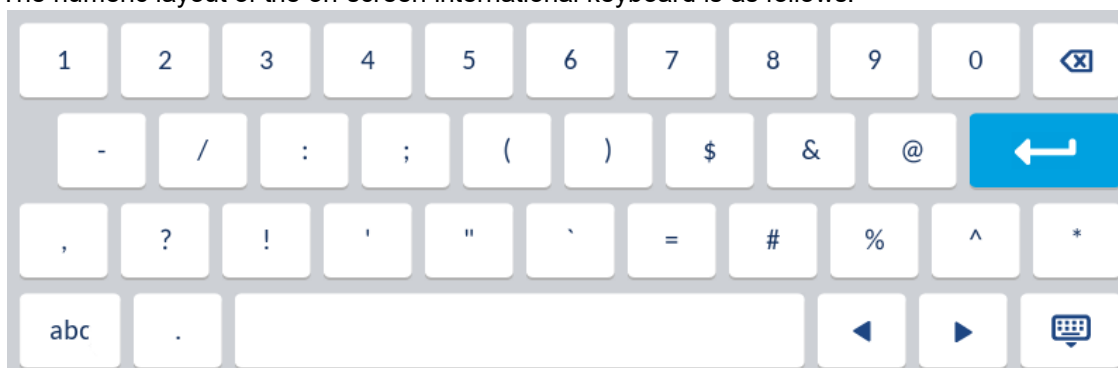 The numeric layout of the on-screen international keyboard is as follows:
1 2 3 4 5 6 7 8 9 0
- / : ; ( ) $ & @
, ? ! ' " ` = # % ^ *
abc .